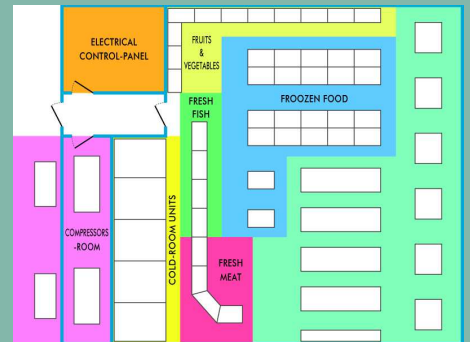 ELECTRICAL
CONTROL-PANEL
FRUITS
&
VEGETABLES
FRESH
FISH
FROOZEN FOOD
COLD-ROOM UNITS
COMPRESSORS
-ROOM
FRESH
MEAT